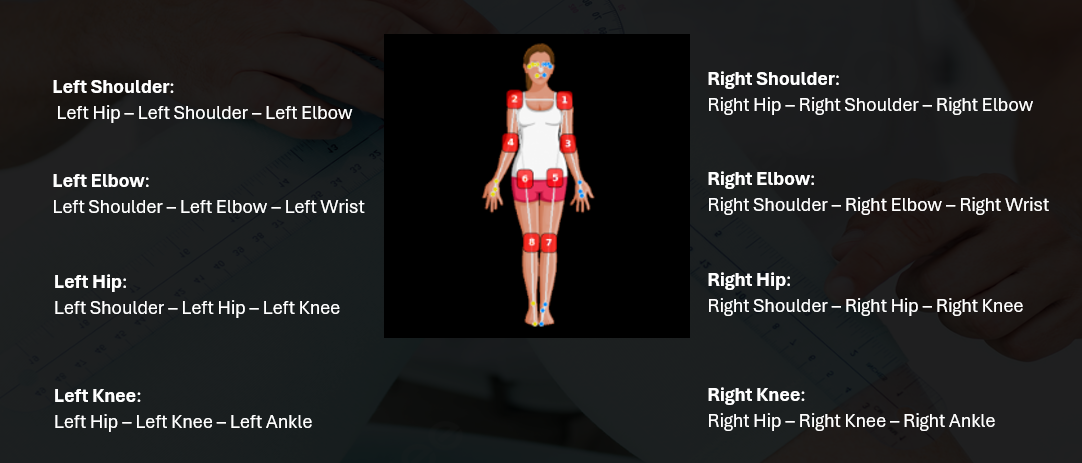 Left Shoulder:
Left Hip – Left Shoulder – Left Elbow
Left Elbow:
Left Shoulder – Left Elbow – Left Wrist
Left Hip:
Left Shoulder – Left Hip – Left Knee
Left Knee:
Left Hip – Left Knee – Left Ankle
2 1
4 3
6 5
8 7
Right Shoulder:
Right Hip – Right Shoulder – Right Elbow
Right Elbow:
Right Shoulder – Right Elbow – Right Wrist
Right Hip:
Right Shoulder – Right Hip – Right Knee
Right Knee:
Right Hip – Right Knee – Right Ankle